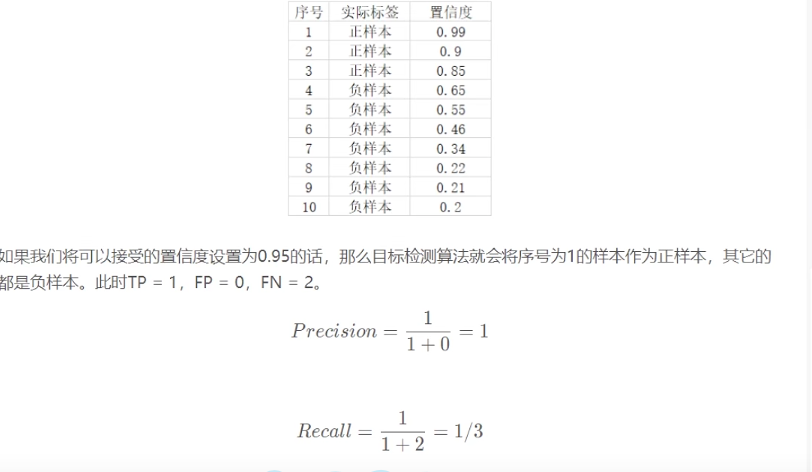 序号 实际标签 置信度
1 正样本 0.99
2 正样本 0.9
3 正样本 0.85
4 负样本 0.65
5 负样本 0.55
6 负样本 0.46
7 负样本 0.34
8 负样本 0.22
9 负样本 0.21
10 负样本 0.2
如果我们将可以接受的置信度设置为0.95的话，那么目标检测算法就会将序号为1的样本作为正样本，其它的
都是负样本。此时TP = 1，FP = 0，FN = 2。
Precision = 1/(1 + 0) = 1
Recall = 1/(1 + 2) = 1/3